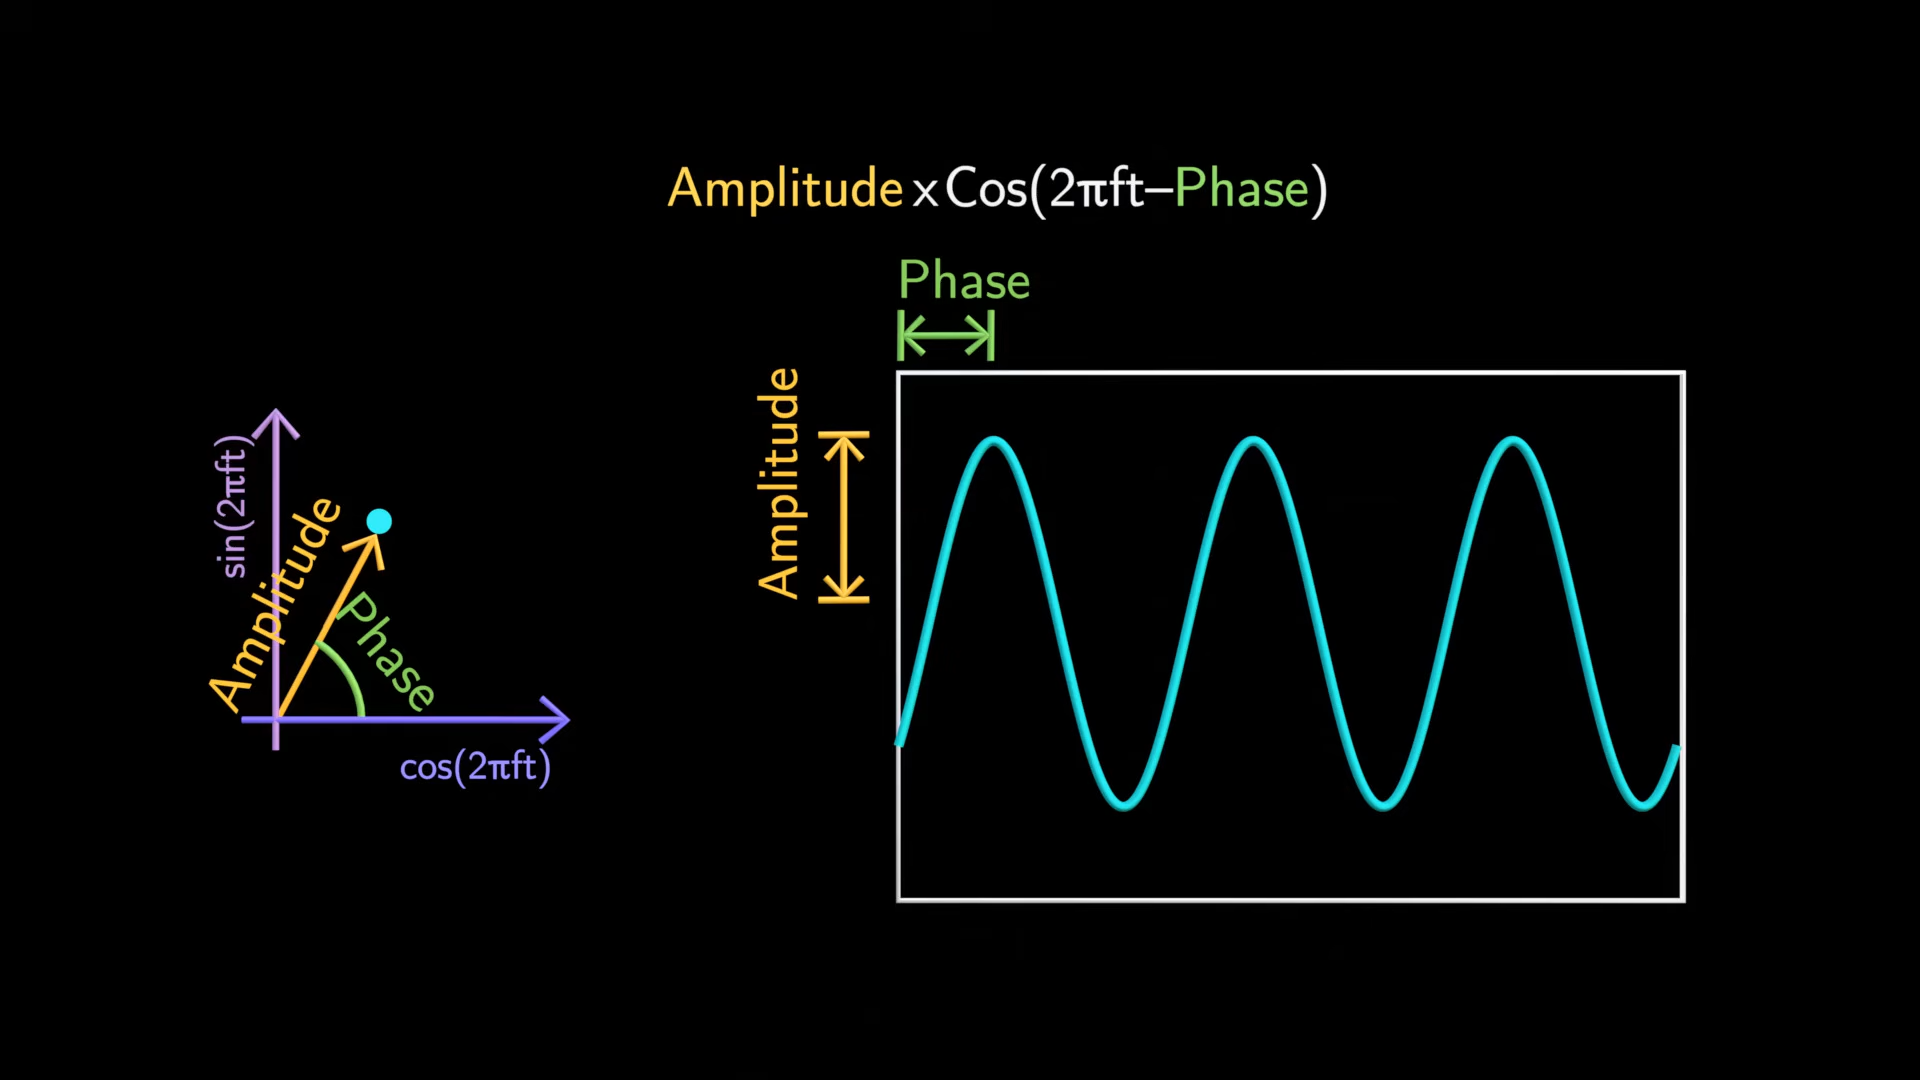 Amplitude x Cos(2πft–Phase)
Phase
Amplitude
sin(2πft)
Amplitude
Phase
cos(2πft)